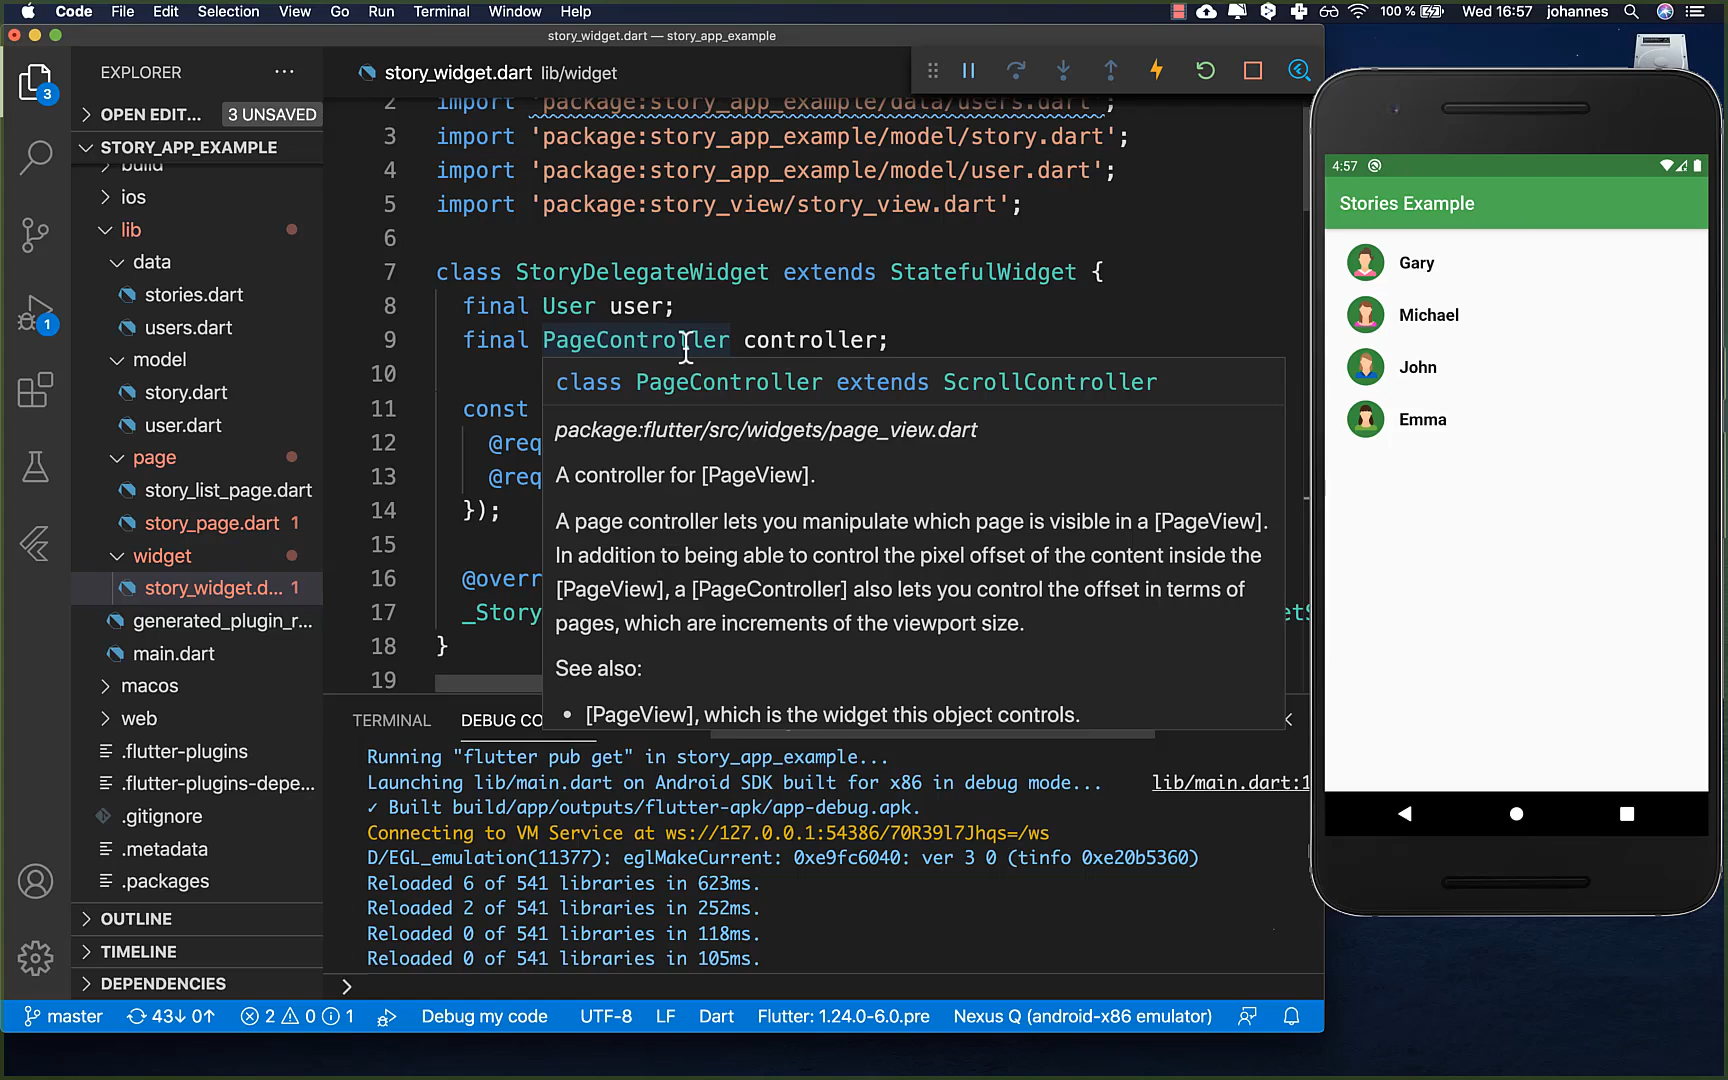 Code File Edit Selection View Go Run Terminal Window Help 100 % Wed 16:57 johannes
story_widget.dart — story_app_example
EXPLORER ···
3
OPEN EDIT... 3 UNSAVED
STORY_APP_EXAMPLE
build
ios
lib
data
stories.dart
users.dart
1
model
story.dart
user.dart
page
story_list_page.dart
story_page.dart 1
widget
story_widget.d... 1
generated_plugin_r...
main.dart
macos
web
.flutter-plugins
.flutter-plugins-depe...
.gitignore
.metadata
.packages
OUTLINE
TIMELINE
DEPENDENCIES
story_widget.dart lib/widget
2 import 'package:story_app_example/data/users.dart';
3 import 'package:story_app_example/model/story.dart';
4 import 'package:story_app_example/model/user.dart';
5 import 'package:story_view/story_view.dart';
6
7 class StoryDelegateWidget extends StatefulWidget {
8 final User user;
9 final PageController controller;
10
11 const
12 @req
13 @req
14 });
15
16 @overr
17 _Story
18 }
19
class PageController extends ScrollController
package:flutter/src/widgets/page_view.dart
A controller for [PageView].
A page controller lets you manipulate which page is visible in a [PageView].
In addition to being able to control the pixel offset of the content inside the
[PageView], a [PageController] also lets you control the offset in terms of
pages, which are increments of the viewport size.
See also:
• [PageView], which is the widget this object controls.
TERMINAL DEBUG CO
Running "flutter pub get" in story_app_example...
Launching lib/main.dart on Android SDK built for x86 in debug mode... lib/main.dart:1
✓ Built build/app/outputs/flutter-apk/app-debug.apk.
Connecting to VM Service at ws://127.0.0.1:54386/70R39l7Jhqs=/ws
D/EGL_emulation(11377): eglMakeCurrent: 0xe9fc6040: ver 3 0 (tinfo 0xe20b5360)
Reloaded 6 of 541 libraries in 623ms.
Reloaded 2 of 541 libraries in 252ms.
Reloaded 0 of 541 libraries in 118ms.
Reloaded 0 of 541 libraries in 105ms.
master 43↓ 0↑ 2 0 1 Debug my code UTF-8 LF Dart Flutter: 1.24.0-6.0.pre Nexus Q (android-x86 emulator)
4:57
Stories Example
Gary
Michael
John
Emma